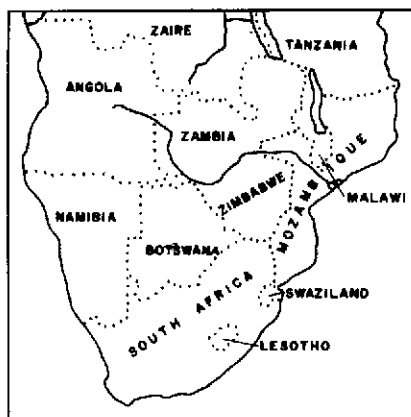 ZAIRE
TANZANIA
ANGOLA
ZAMBIA
MOZAMBIQUE
ZIMBABWE
MALAWI
NAMIBIA
BOTSWANA
SWAZILAND
SOUTH AFRICA
LESOTHO